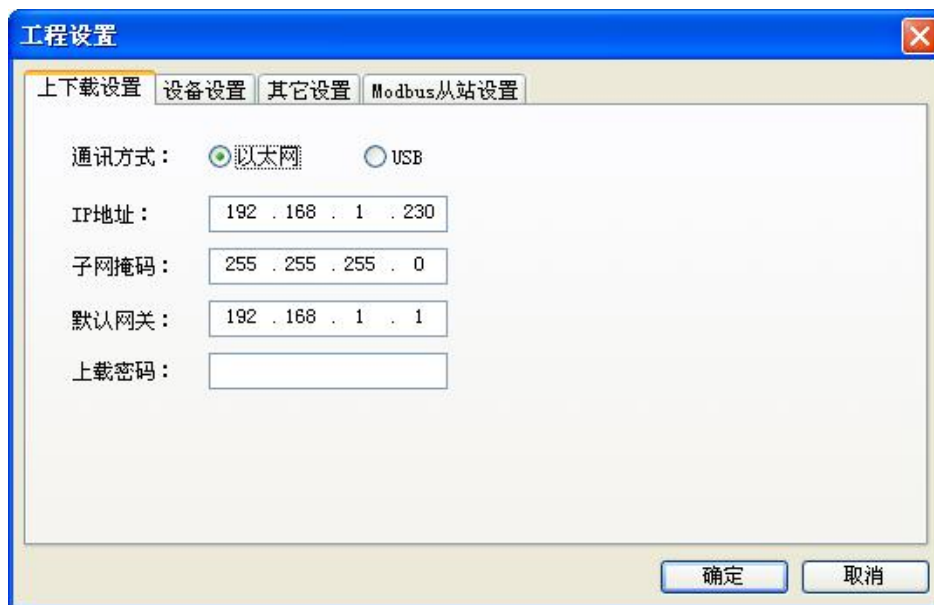 工程设置
上下载设置 设备设置 其它设置 Modbus从站设置
通讯方式： 以太网 USB
IP地址： 192 . 168 . 1 . 230
子网掩码： 255 . 255 . 255 . 0
默认网关： 192 . 168 . 1 . 1
上载密码：
确定 取消